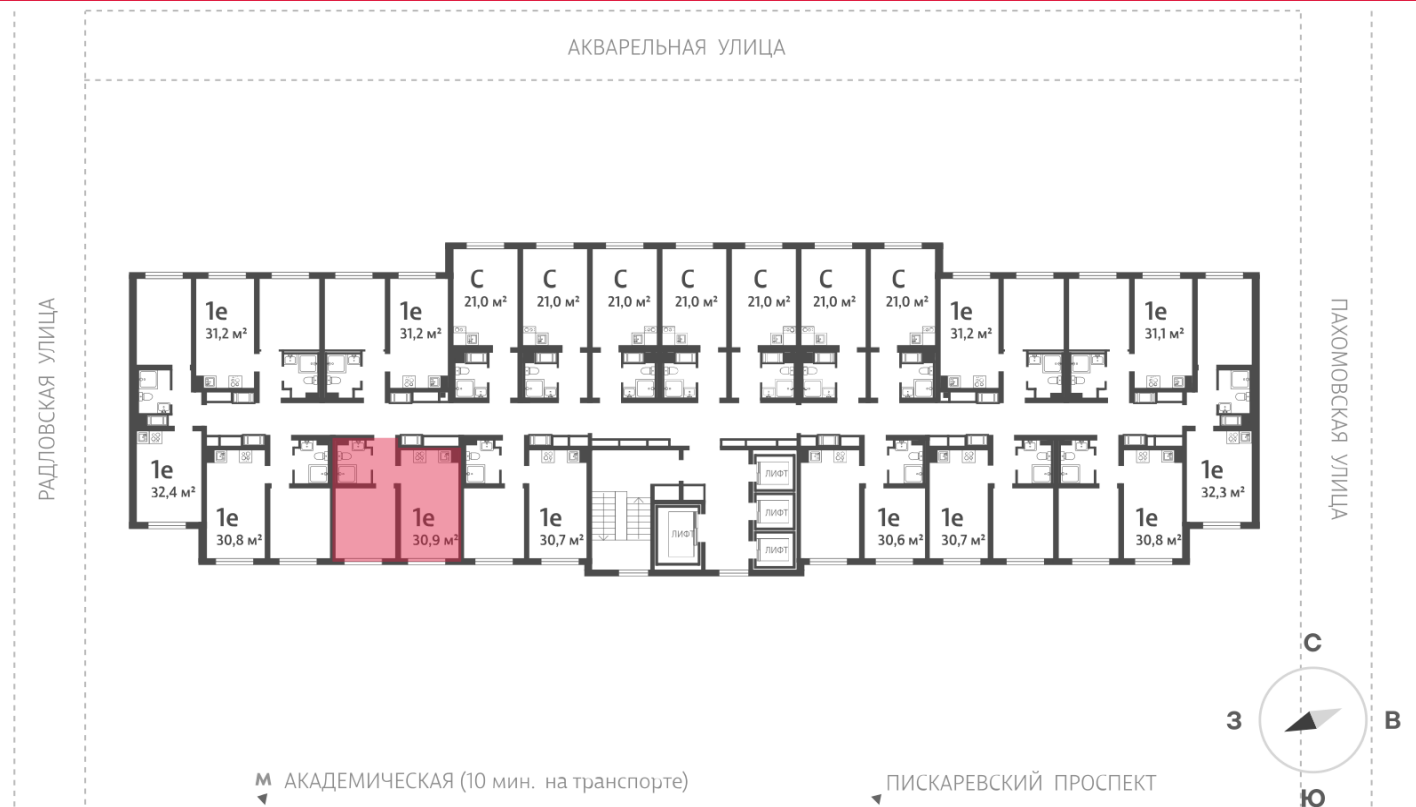 АКВАРЕЛЬНАЯ УЛИЦА
РАДЛОВСКАЯ УЛИЦА
ПАХОМОВСКАЯ УЛИЦА
С
21,0 м²
С
21,0 м²
С
21,0 м²
С
21,0 м²
С
21,0 м²
С
21,0 м²
С
21,0 м²
1е
31,2 м²
1е
31,2 м²
1е
31,2 м²
1е
31,1 м²
1е
32,4 м²
1е
30,8 м²
1е
30,9 м²
1е
30,7 м²
ЛИФТ
ЛИФТ
ЛИФТ
ЛИФТ
1е
30,6 м²
1е
30,7 м²
1е
30,8 м²
1е
32,3 м²
С
З
В
Ю
М АКАДЕМИЧЕСКАЯ (10 мин. на транспорте)
ПИСКАРЕВСКИЙ ПРОСПЕКТ